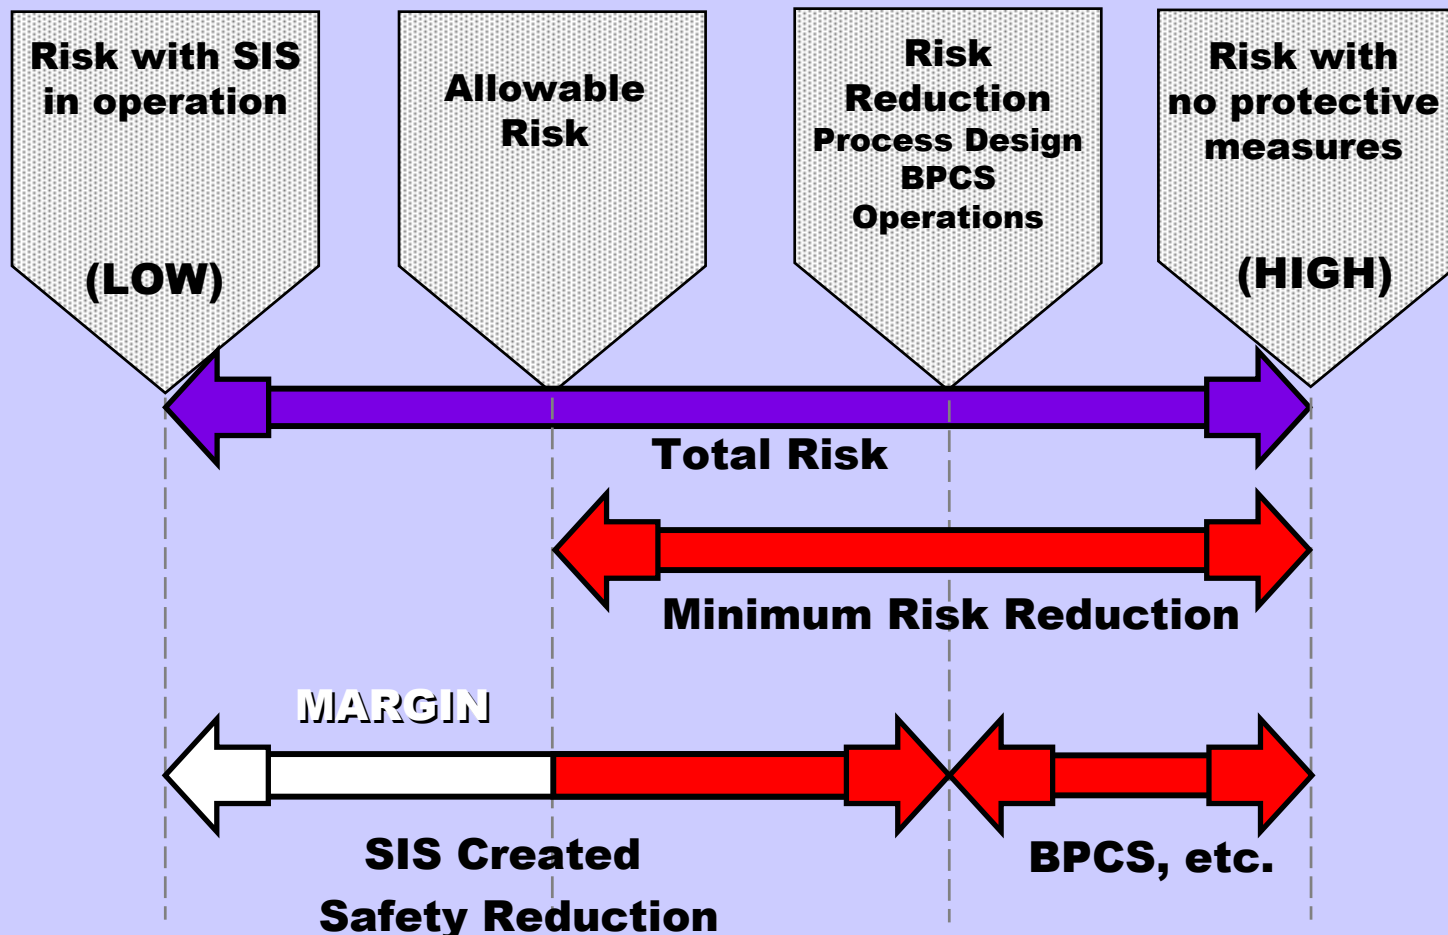 Risk with SIS
in operation
(LOW)
Allowable
Risk
Risk
Reduction
Process Design
BPCS
Operations
Risk with
no protective
measures
(HIGH)
Total Risk
Minimum Risk Reduction
MARGIN
SIS Created
Safety Reduction
BPCS, etc.